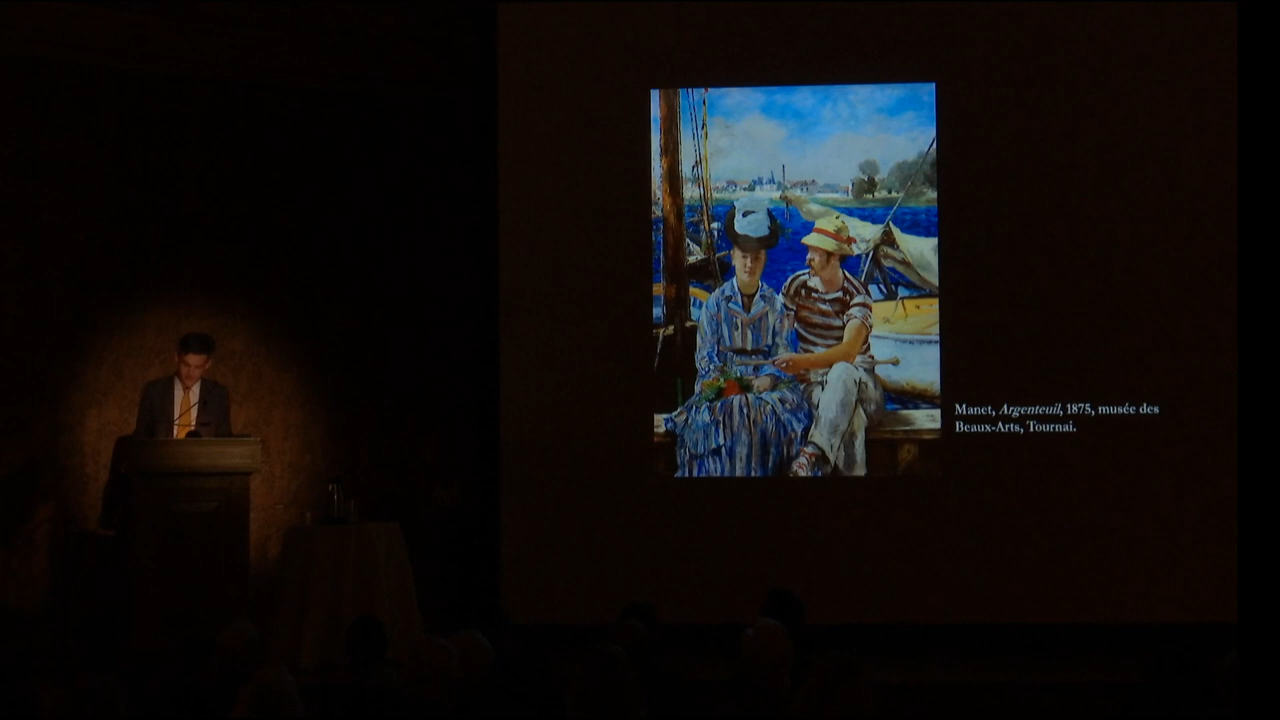 Manet, Argenteuil, 1875, musée des
Beaux-Arts, Tournai.